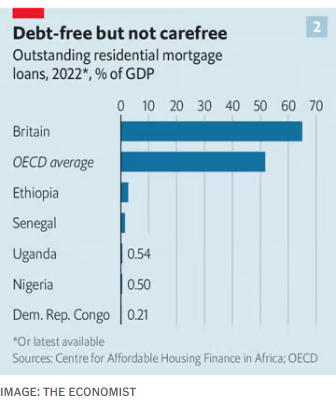 Debt-free but not carefree
2
Outstanding residential mortgage
loans, 2022*, % of GDP
0 10 20 30 40 50 60 70
Britain
OECD average
Ethiopia
Senegal
Uganda 0.54
Nigeria 0.50
Dem. Rep. Congo 0.21
*Or latest available
Sources: Centre for Affordable Housing Finance in Africa; OECD
IMAGE: THE ECONOMIST